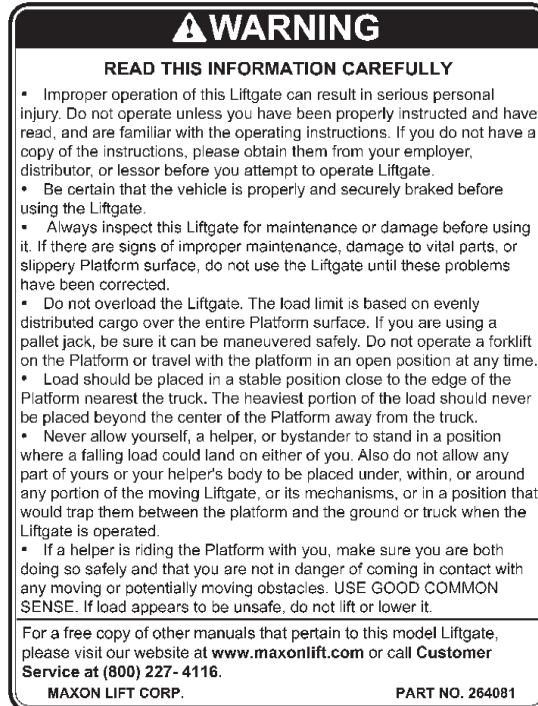 WARNING
READ THIS INFORMATION CAREFULLY
• Improper operation of this Liftgate can result in serious personal
injury. Do not operate unless you have been properly instructed and have
read, and are familiar with the operating instructions. If you do not have a
copy of the instructions, please obtain them from your employer,
distributor, or lessor before you attempt to operate Liftgate.
• Be certain that the vehicle is properly and securely braked before
using the Liftgate.
• Always inspect this Liftgate for maintenance or damage before using
it. If there are signs of improper maintenance, damage to vital parts, or
slippery Platform surface, do not use the Liftgate until these problems
have been corrected.
• Do not overload the Liftgate. The load limit is based on evenly
distributed cargo over the entire Platform surface. If you are using a
pallet jack, be sure it can be maneuvered safely. Do not operate a forklift
on the Platform or travel with the platform in an open position at any time.
• Load should be placed in a stable position close to the edge of the
Platform nearest the truck. The heaviest portion of the load should never
be placed beyond the center of the Platform away from the truck.
• Never allow yourself, a helper, or bystander to stand in a position
where a falling load could land on either of you. Also do not allow any
part of yours or your helper's body to be placed under, within, or around
any portion of the moving Liftgate, or its mechanisms, or in a position that
would trap them between the platform and the ground or truck when the
Liftgate is operated.
• If a helper is riding the Platform with you, make sure you are both
doing so safely and that you are not in danger of coming in contact with
any moving or potentially moving obstacles. USE GOOD COMMON
SENSE. If load appears to be unsafe, do not lift or lower it.
For a free copy of other manuals that pertain to this model Liftgate,
please visit our website at www.maxonlift.com or call Customer
Service at (800) 227- 4116.
MAXON LIFT CORP. PART NO. 264081